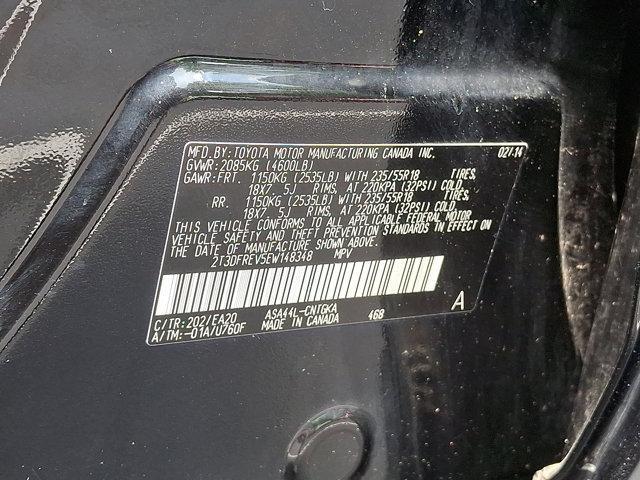 MFD.BY:TOYOTA MOTOR MANUFACTURING CANADA INC. 02/14
GVWR:2085KG (4600LB)
GAWR:FRT. 1150KG (2535LB) WITH 235/55R18 TIRES,
18X7.5J RIMS, AT 220KPA (32PSI) COLD.
RR. 1150KG (2535LB) WITH 235/55R18 TIRES,
18X7.5J RIMS, AT 220KPA (32PSI) COLD.
THIS VEHICLE CONFORMS TO ALL APPLICABLE FEDERAL MOTOR
VEHICLE SAFETY AND THEFT PREVENTION STANDARDS IN EFFECT ON
THE DATE OF MANUFACTURE SHOWN ABOVE.
2T3DFREV5EW148348 MPV
C/TR:202/EA20 ASA44L-CNTGKA 468 A
A/TM:-01A/U760F MADE IN CANADA